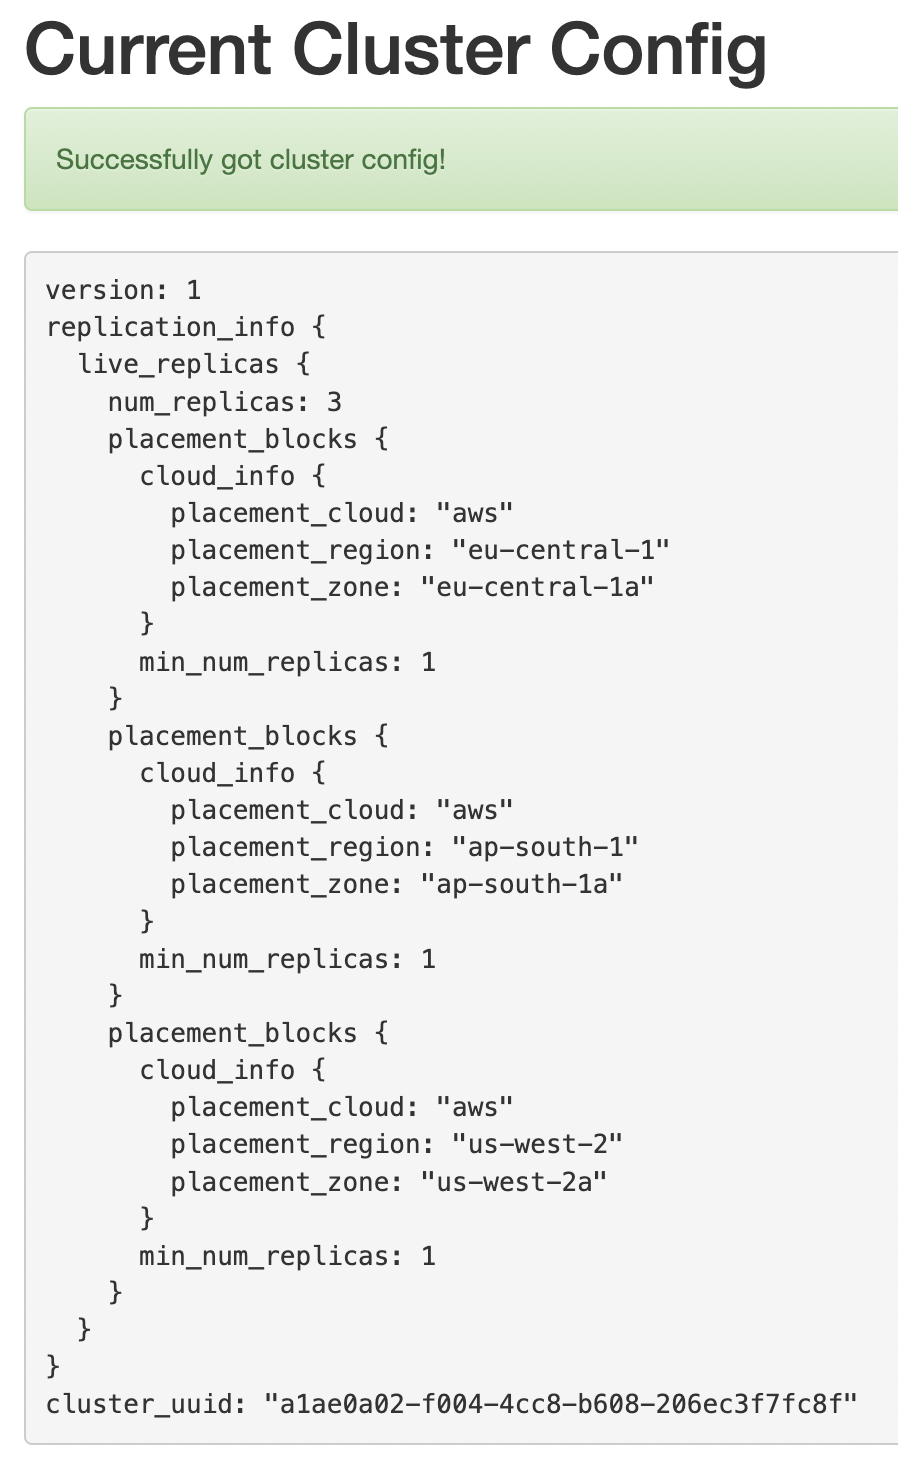 Current Cluster Config
Successfully got cluster config!
version: 1
replication_info {
  live_replicas {
    num_replicas: 3
    placement_blocks {
      cloud_info {
        placement_cloud: "aws"
        placement_region: "eu-central-1"
        placement_zone: "eu-central-1a"
      }
      min_num_replicas: 1
    }
    placement_blocks {
      cloud_info {
        placement_cloud: "aws"
        placement_region: "ap-south-1"
        placement_zone: "ap-south-1a"
      }
      min_num_replicas: 1
    }
    placement_blocks {
      cloud_info {
        placement_cloud: "aws"
        placement_region: "us-west-2"
        placement_zone: "us-west-2a"
      }
      min_num_replicas: 1
    }
  }
}
cluster_uuid: "a1ae0a02-f004-4cc8-b608-206ec3f7fc8f"